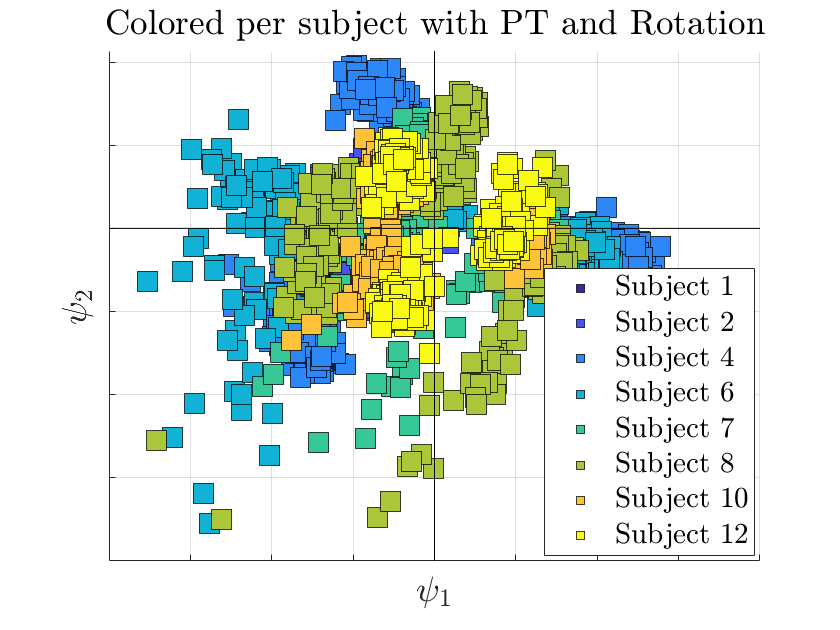 Colored per subject with PT and Rotation
ψ2
Subject 1
Subject 2
Subject 4
Subject 6
Subject 7
Subject 8
Subject 10
Subject 12
ψ1